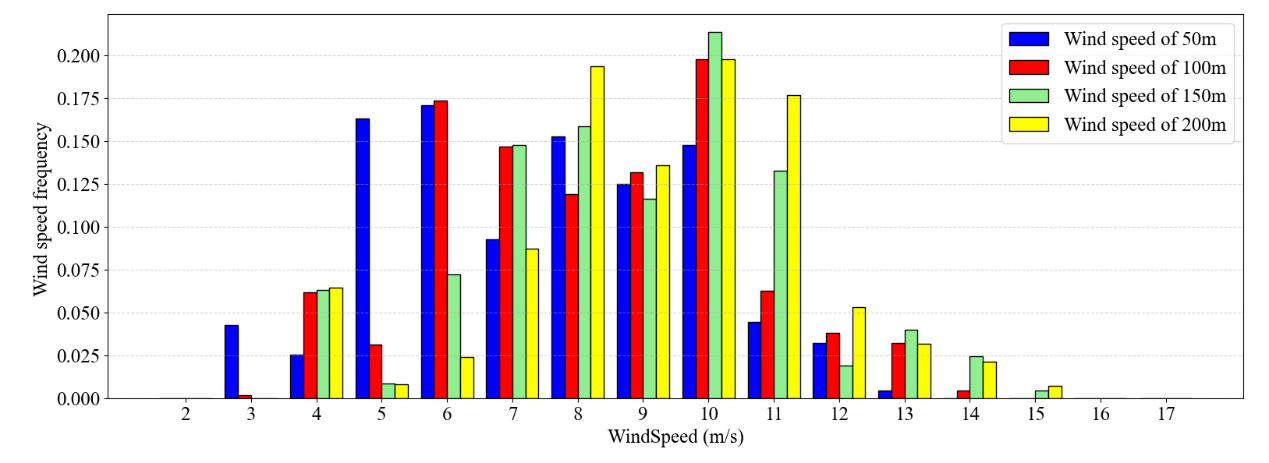 Wind speed frequency
0.200
0.175
0.150
0.125
0.100
0.075
0.050
0.025
0.000
Wind speed of 50m
Wind speed of 100m
Wind speed of 150m
Wind speed of 200m
2 3 4 5 6 7 8 9 10 11 12 13 14 15 16 17
WindSpeed (m/s)